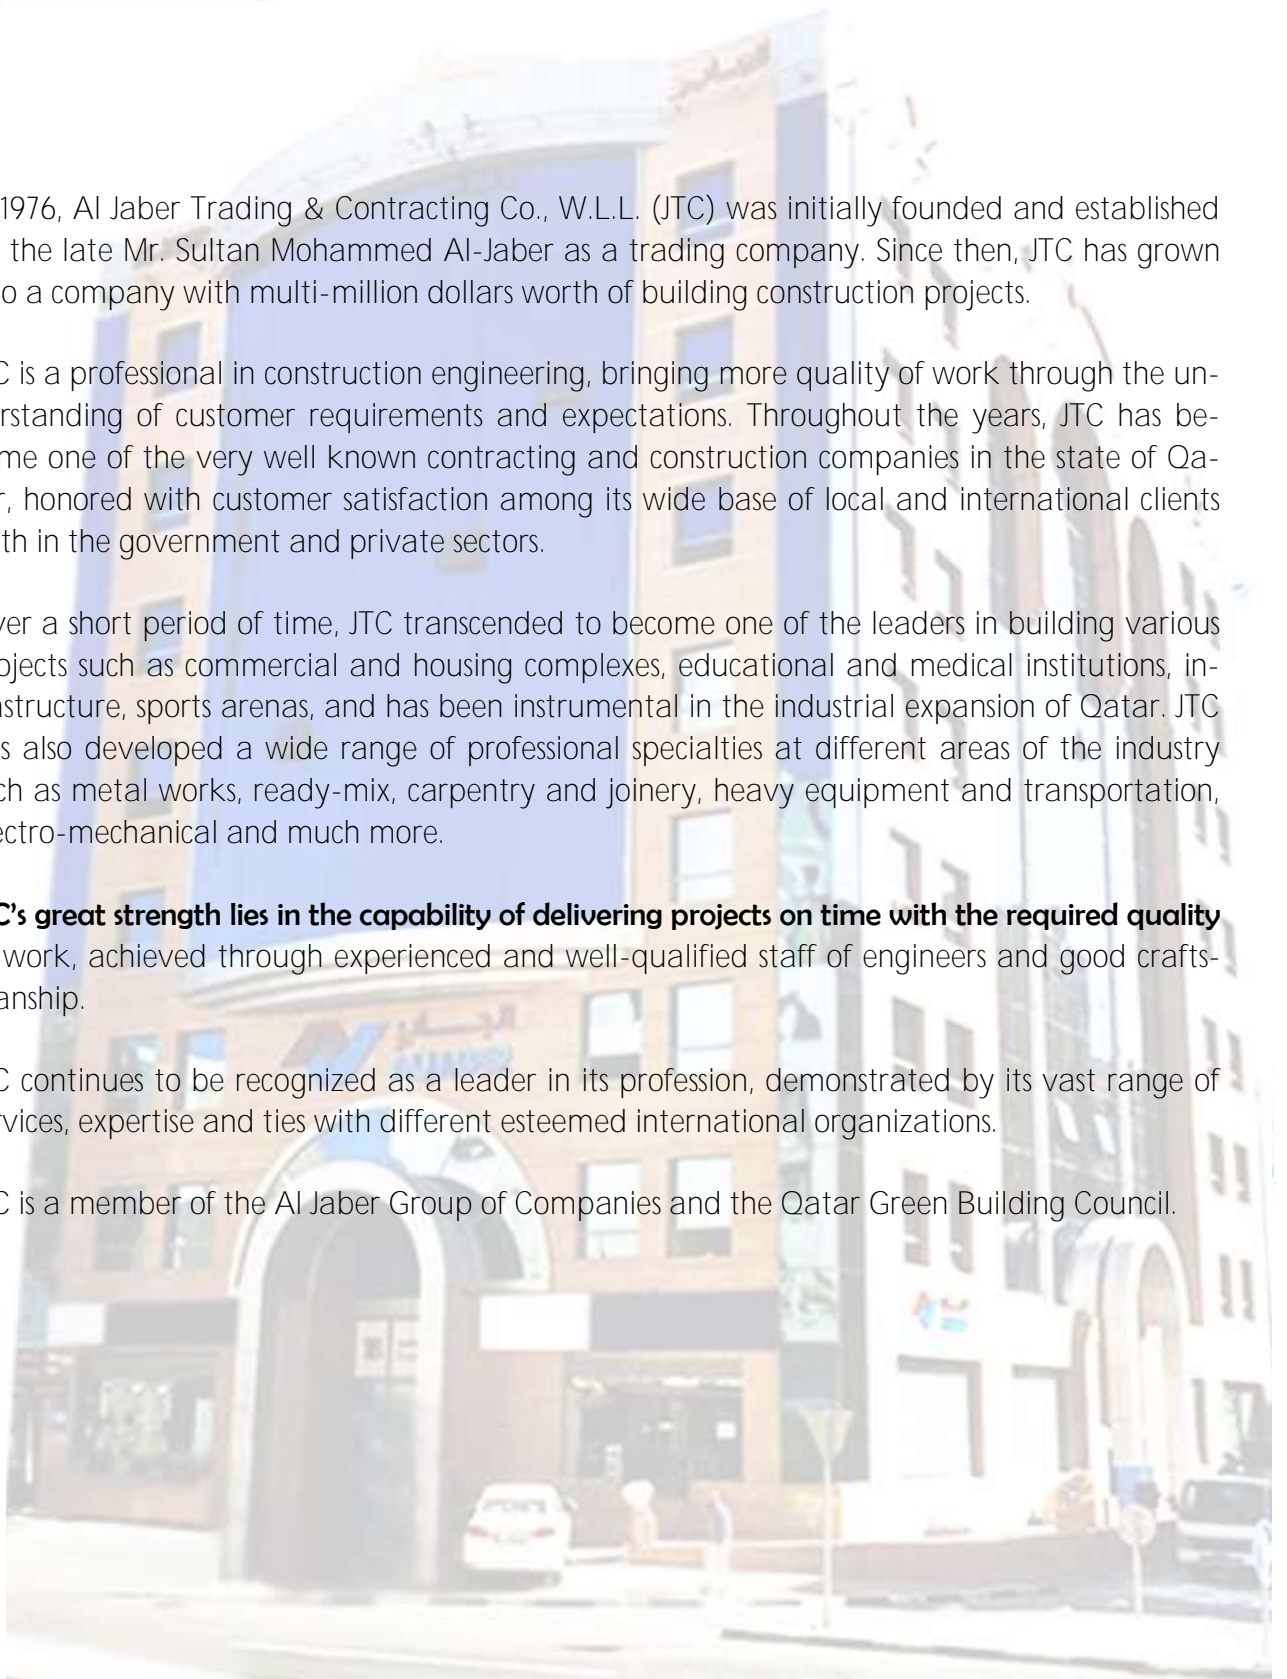 الجابر
1976, Al Jaber Trading & Contracting Co., W.L.L. (JTC) was initially founded and established
the late Mr. Sultan Mohammed Al-Jaber as a trading company. Since then, JTC has grown
o a company with multi-million dollars worth of building construction projects.
C is a professional in construction engineering, bringing more quality of work through the un-
rstanding of customer requirements and expectations. Throughout the years, JTC has be-
me one of the very well known contracting and construction companies in the state of Qa-
r, honored with customer satisfaction among its wide base of local and international clients
th in the government and private sectors.
ver a short period of time, JTC transcended to become one of the leaders in building various
ojects such as commercial and housing complexes, educational and medical institutions, in-
astructure, sports arenas, and has been instrumental in the industrial expansion of Qatar. JTC
s also developed a wide range of professional specialties at different areas of the industry
ch as metal works, ready-mix, carpentry and joinery, heavy equipment and transportation,
ectro-mechanical and much more.
C’s great strength lies in the capability of delivering projects on time with the required quality
work, achieved through experienced and well-qualified staff of engineers and good crafts-
anship.
الجابر
C continues to be recognized as a leader in its profession, demonstrated by its vast range of
rvices, expertise and ties with different esteemed international organizations.
C is a member of the Al Jaber Group of Companies and the Qatar Green Building Council.